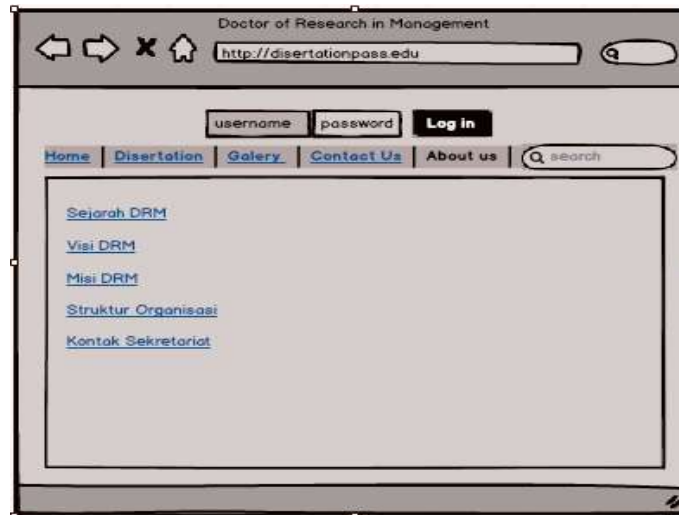 Doctor of Research in Management
http://disertationpass.edu
username password Log in
Home Disertation Galery Contact Us About us search
Sejarah DRM
Visi DRM
Misi DRM
Struktur Organisasi
Kontak Sekretariat